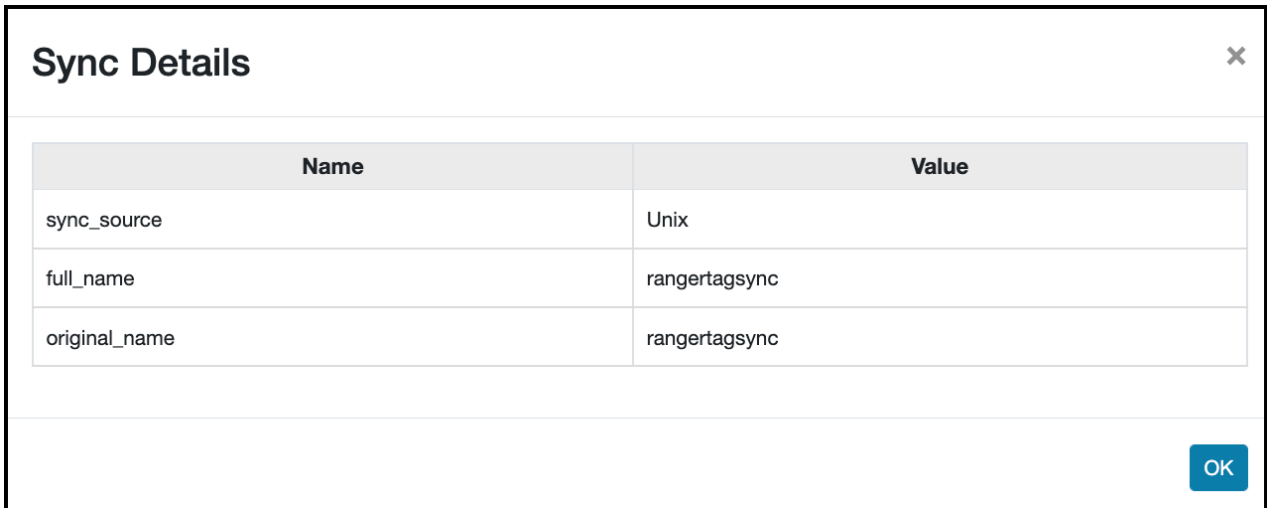 Sync Details
×
Name Value
sync_source Unix
full_name rangertagsync
original_name rangertagsync
OK